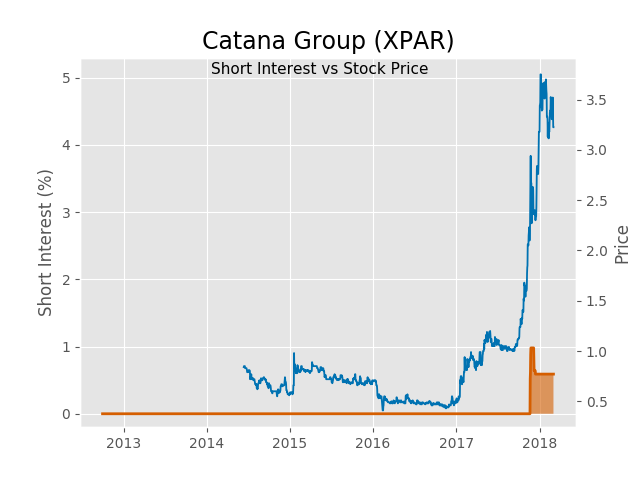 Catana Group (XPAR)
Short Interest vs Stock Price
Short Interest (%)
5
4
3
2
1
0
3.5
3.0
2.5
2.0
1.5
1.0
0.5
Price
2013 2014 2015 2016 2017 2018